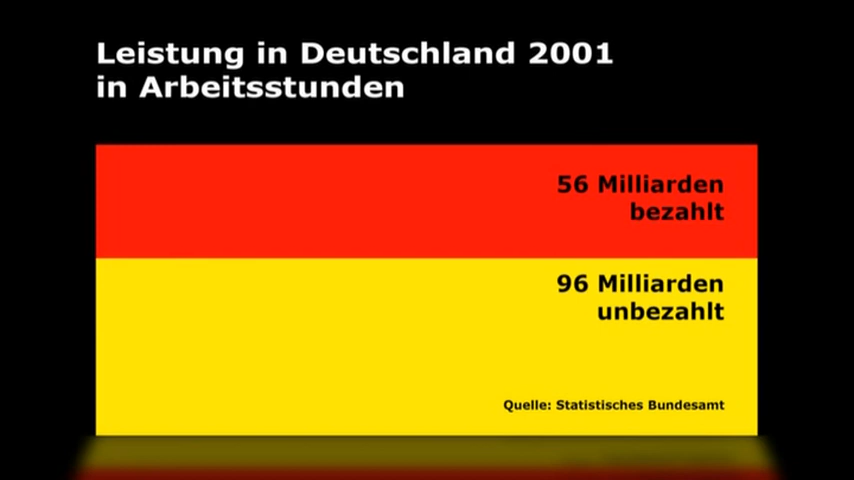 Leistung in Deutschland 2001
in Arbeitsstunden
56 Milliarden
bezahlt
96 Milliarden
unbezahlt
Quelle: Statistisches Bundesamt